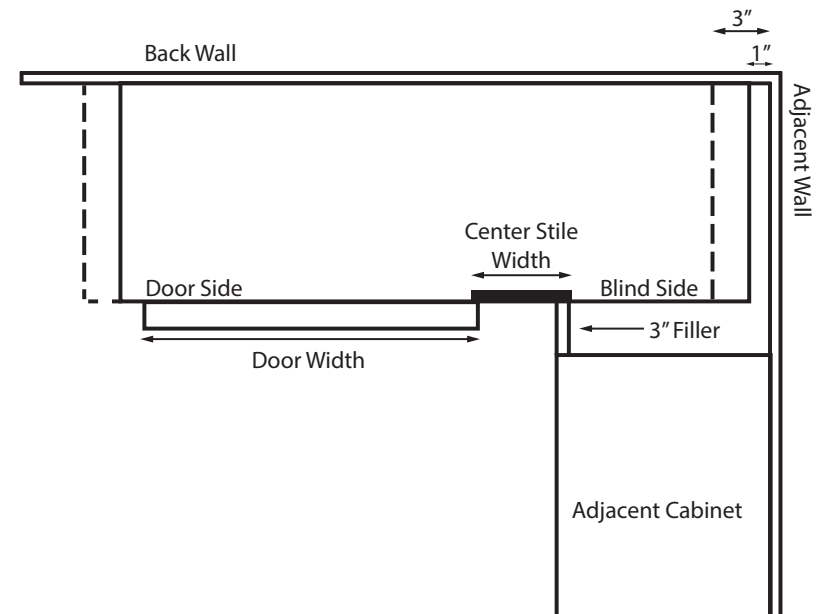 3”
Back Wall
1”
Adjacent Wall
Center Stile
Width
Door Side
Blind Side
3” Filler
Door Width
Adjacent Cabinet